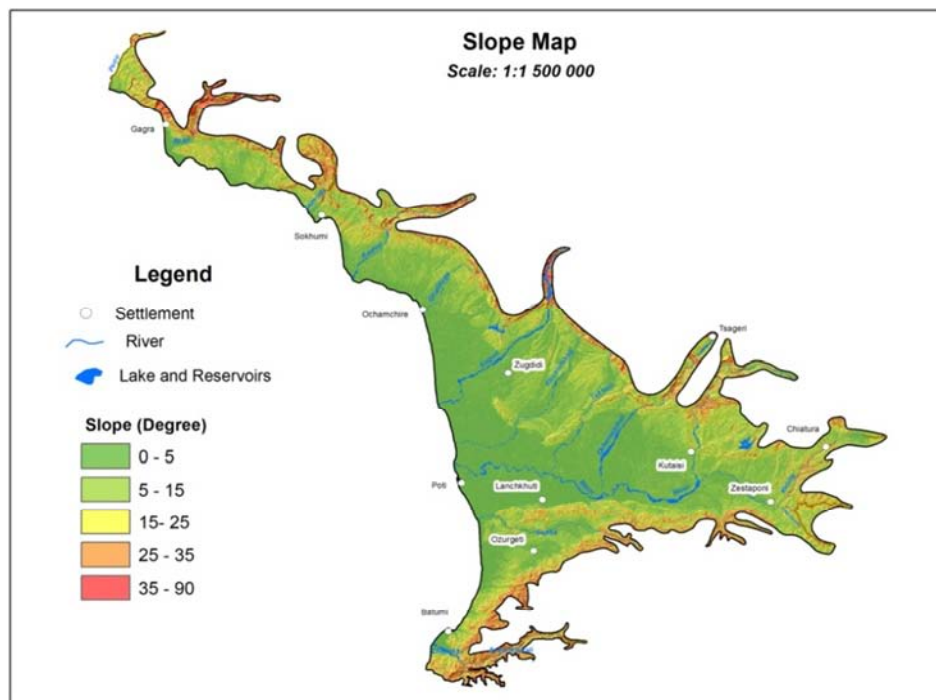 Slope Map
Scale: 1:1 500 000
Gagra
Sokhumi
Legend
Settlement
River
Lake and Reservoirs
Ochamchire
Tsageri
Zugdidi
Slope (Degree)
0 - 5
5 - 15
15- 25
25 - 35
35 - 90
Chiatura
Kutaisi
Poti
Lanchkhuti
Zestaponi
Ozurgeti
Batumi